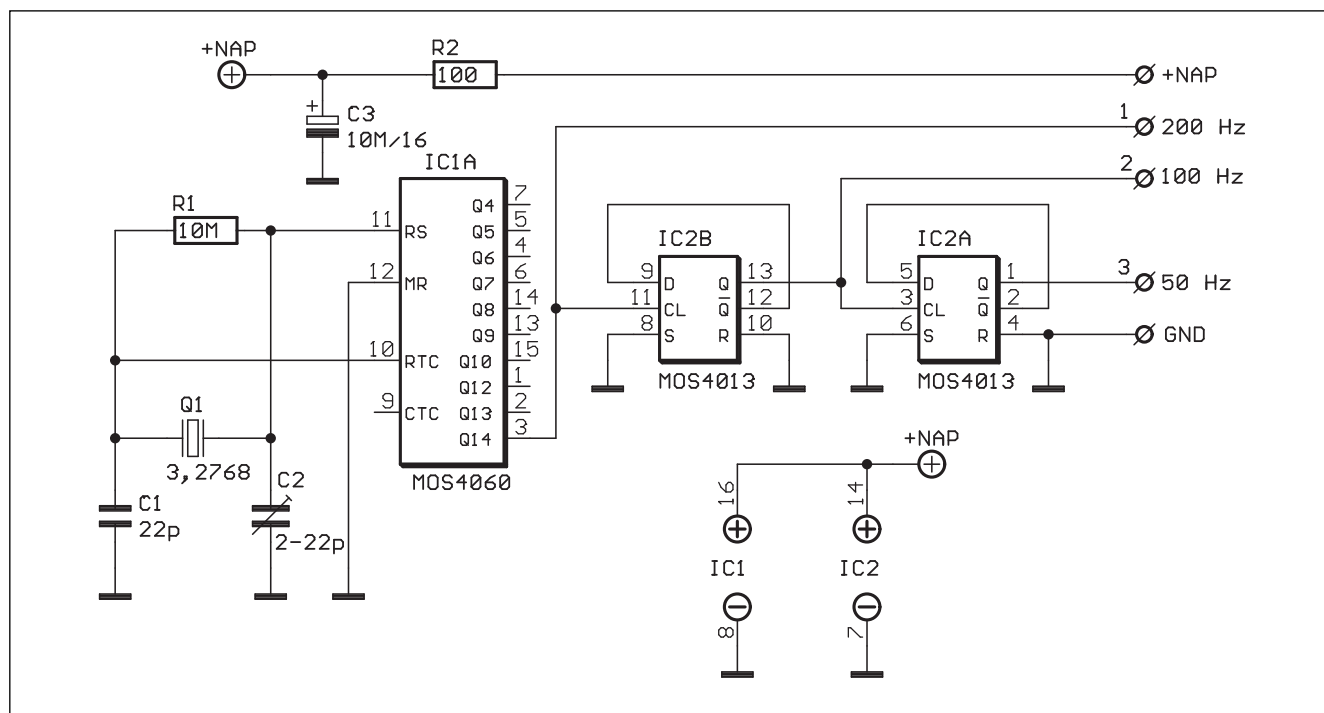 +NAP
R2
100
+NAP
+
C3
10M/16
1
200 Hz
2
100 Hz
IC1A
R1
10M
11
RS
12
MR
10
RTC
9
CTC
Q4
7
Q5
5
Q6
4
Q7
6
Q8
14
Q9
13
Q10
15
Q12
1
Q13
2
Q14
3
MOS4060
IC2B
9
D
Q
13
11
CL
Q
12
8
S
R
10
MOS4013
IC2A
5
D
Q
1
3
CL
Q
2
6
S
R
4
MOS4013
3
50 Hz
GND
Q1
3,2768
C1
22p
C2
2-22p
+NAP
16
14
IC1
IC2
8
7